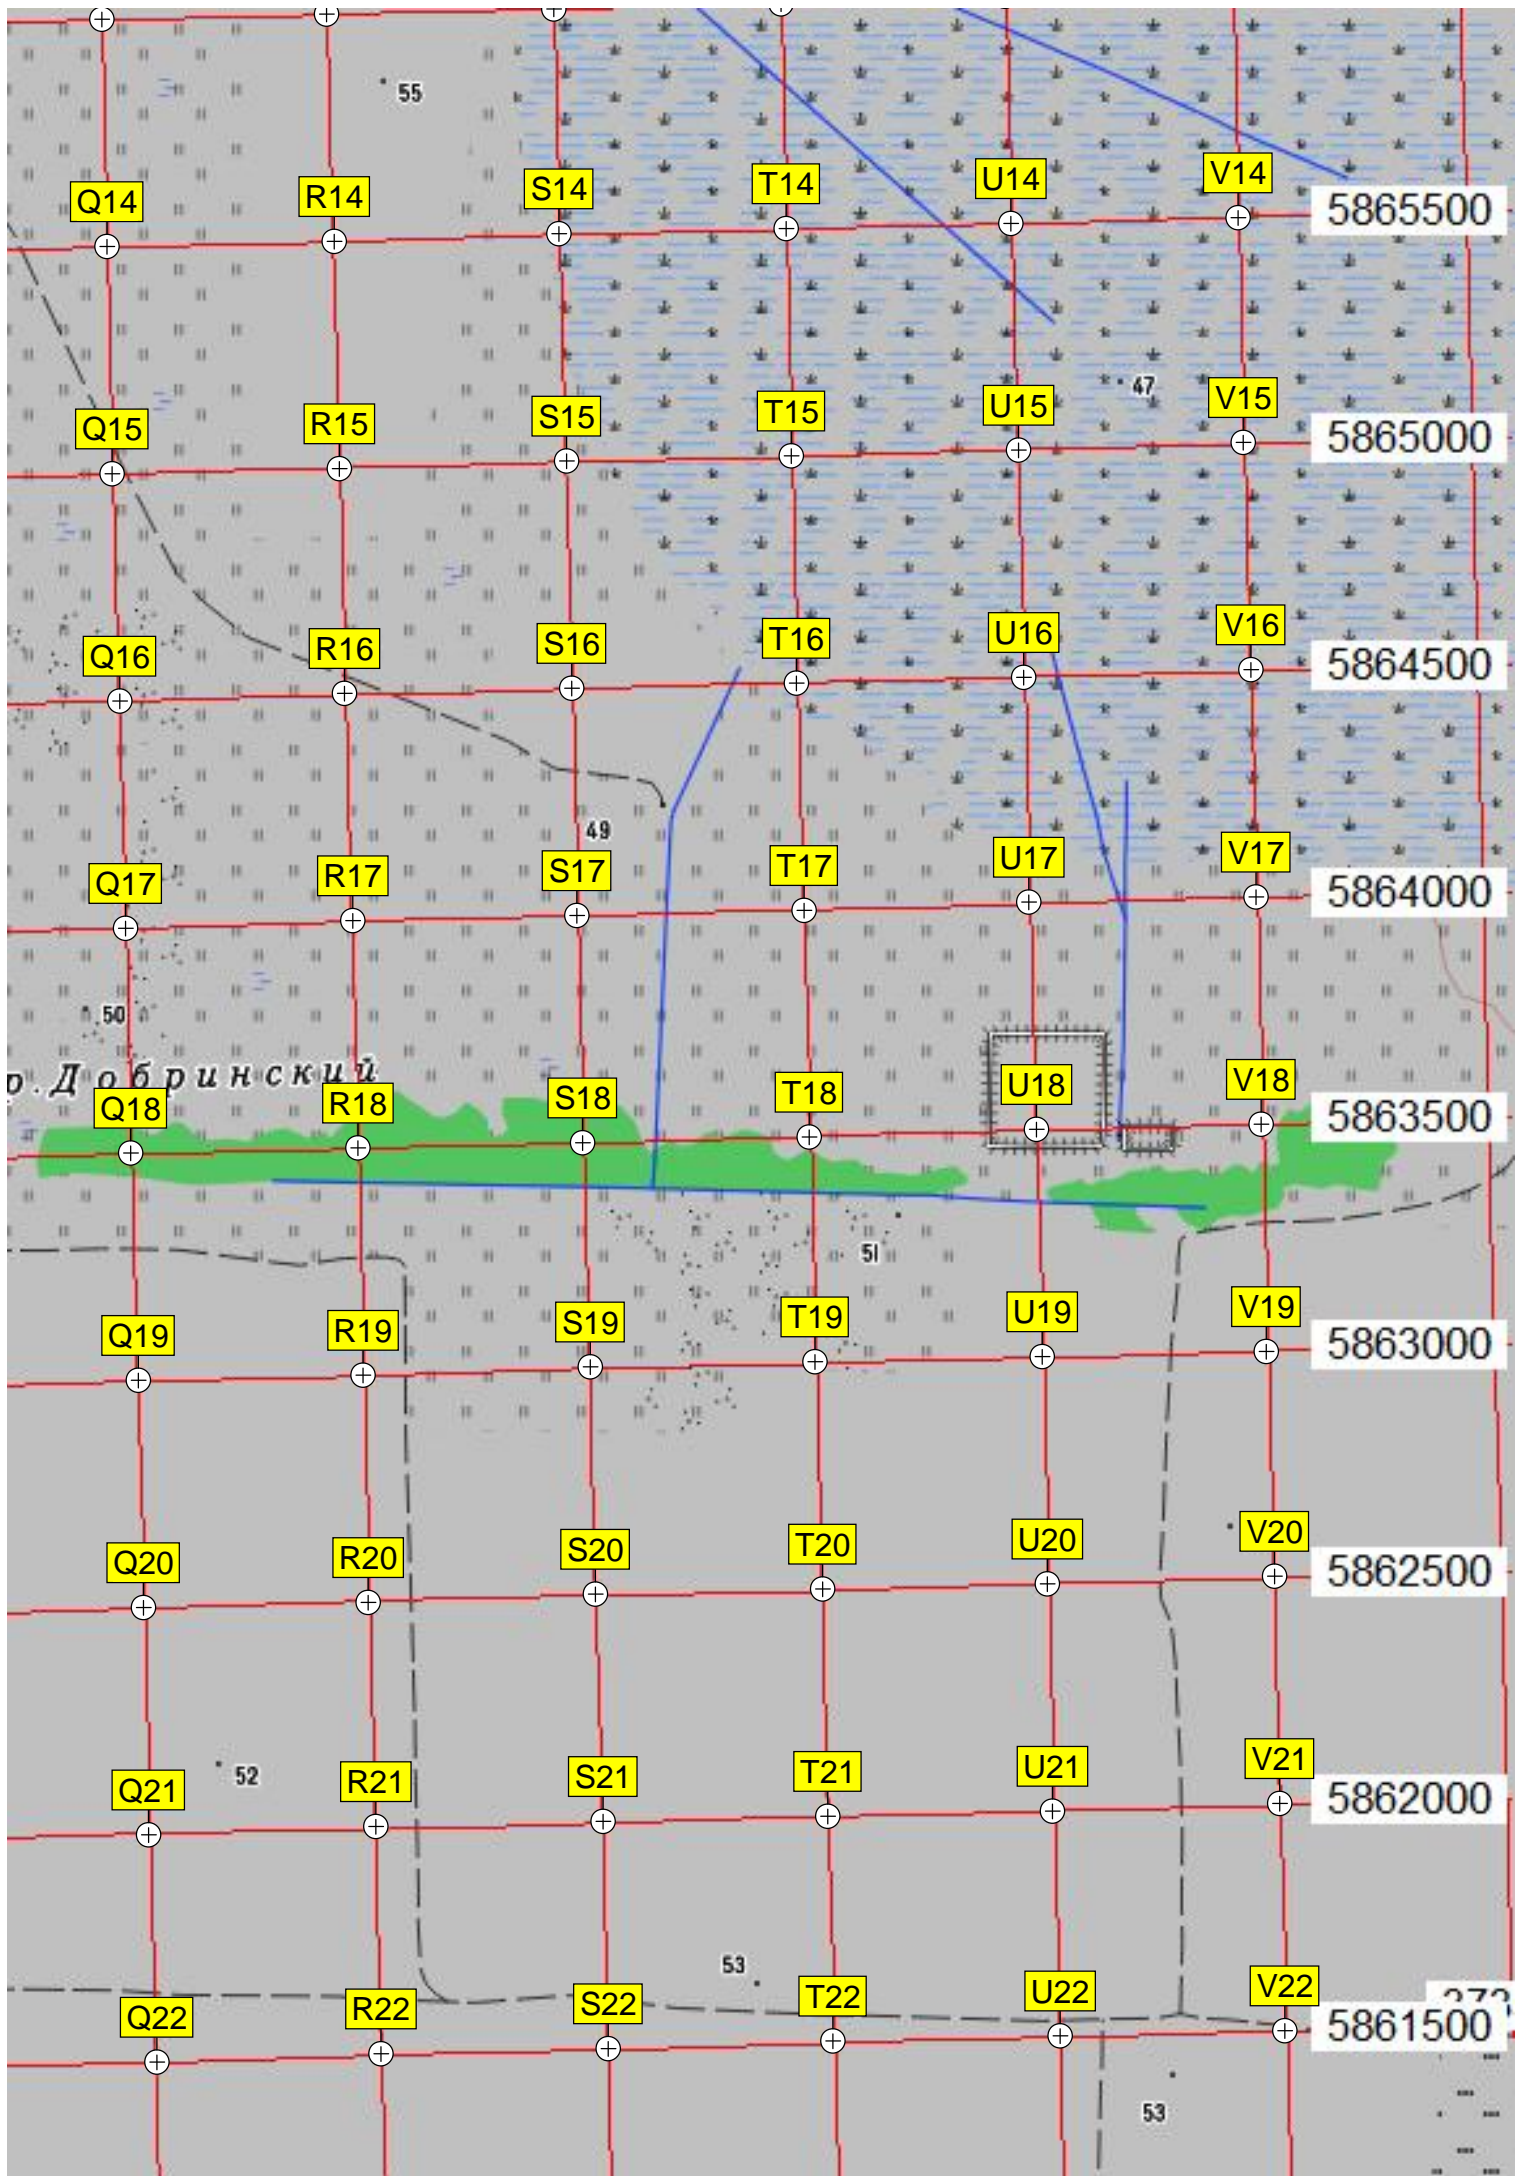 55
Q14 R14 S14 T14 U14 V14 5865500
47
Q15 R15 S15 T15 U15 V15 5865000
Q16 R16 S16 T16 U16 V16 5864500
49
Q17 R17 S17 T17 U17 V17 5864000
50
р. Добринский
Q18 R18 S18 T18 U18 V18 5863500
51
Q19 R19 S19 T19 U19 V19 5863000
Q20 R20 S20 T20 U20 V20 5862500
52
Q21 R21 S21 T21 U21 V21 5862000
53
Q22 R22 S22 T22 U22 V22 5861500
53